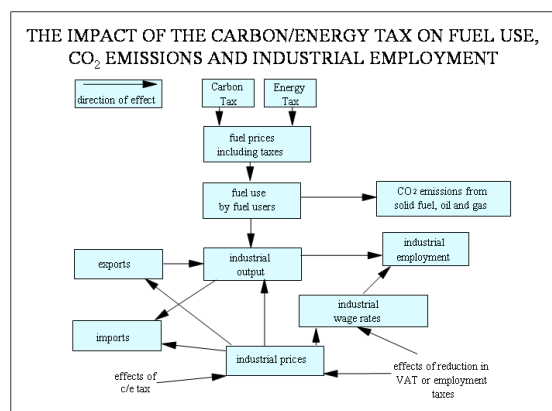 THE IMPACT OF THE CARBON/ENERGY TAX ON FUEL USE,
CO2 EMISSIONS AND INDUSTRIAL EMPLOYMENT
direction of effect
Carbon
Tax
Energy
Tax
fuel prices
including taxes
fuel use
by fuel users
CO2 emissions from
solid fuel, oil and gas
exports
industrial
output
industrial
employment
imports
industrial
wage rates
industrial prices
effects of
c/e tax
effects of reduction in
VAT or employment
taxes